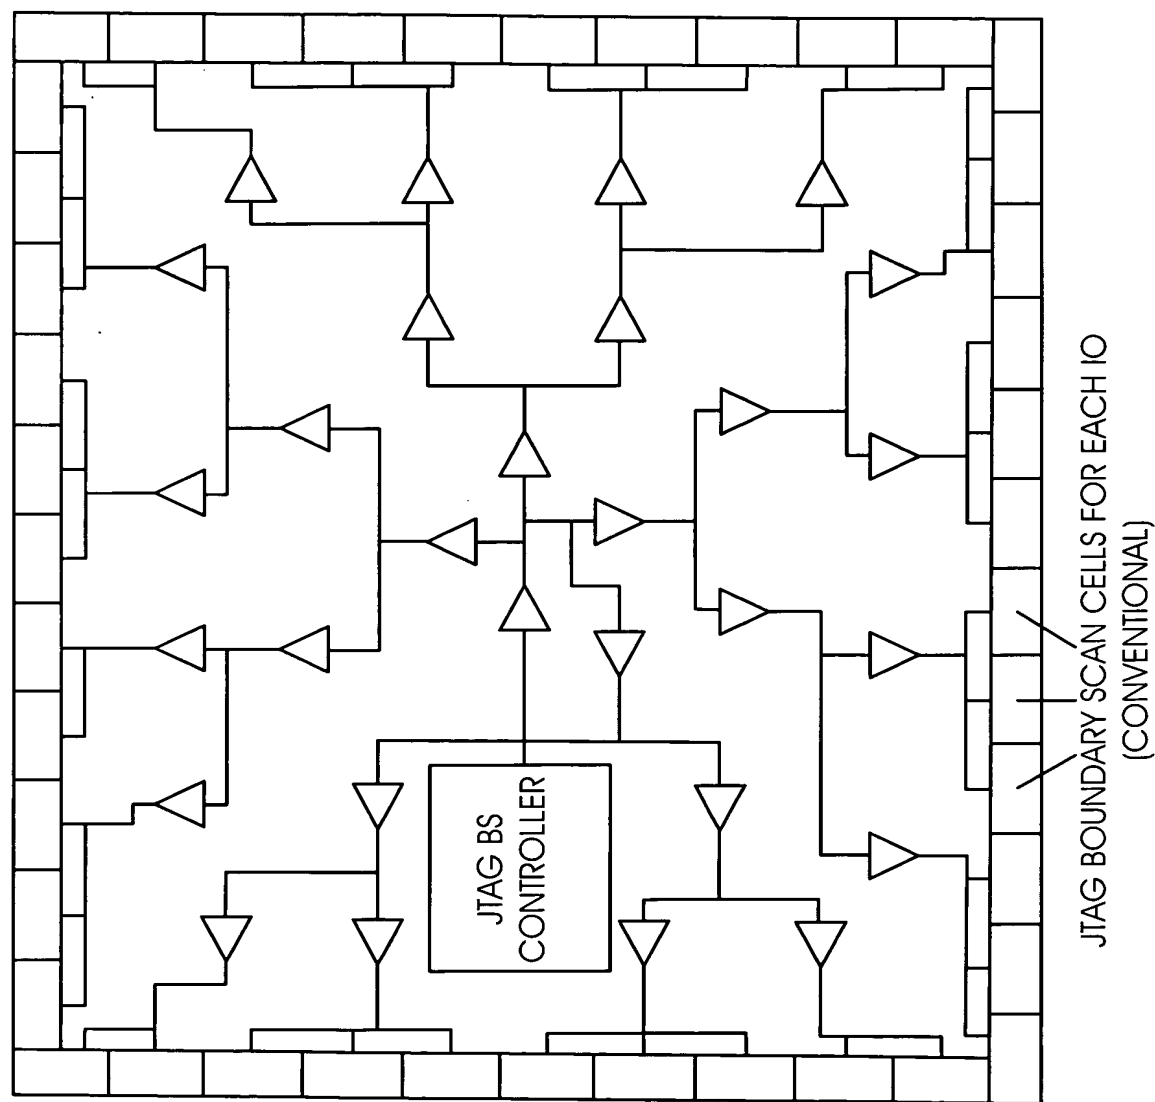 JTAG BS
CONTROLLER
JTAG BOUNDARY SCAN CELLS FOR EACH IO
(CONVENTIONAL)